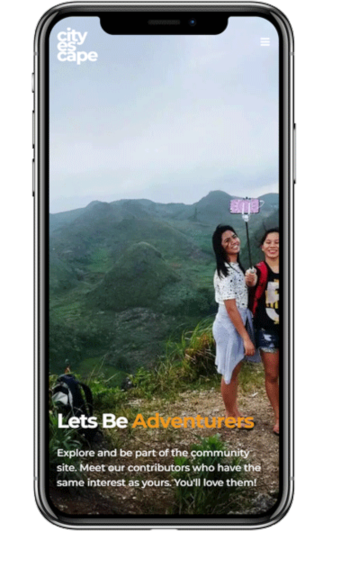 city
es
cape
Lets Be Adventurers
Explore and be part of the community
site. Meet our contributors who have the
same interest as yours. You'll love them!